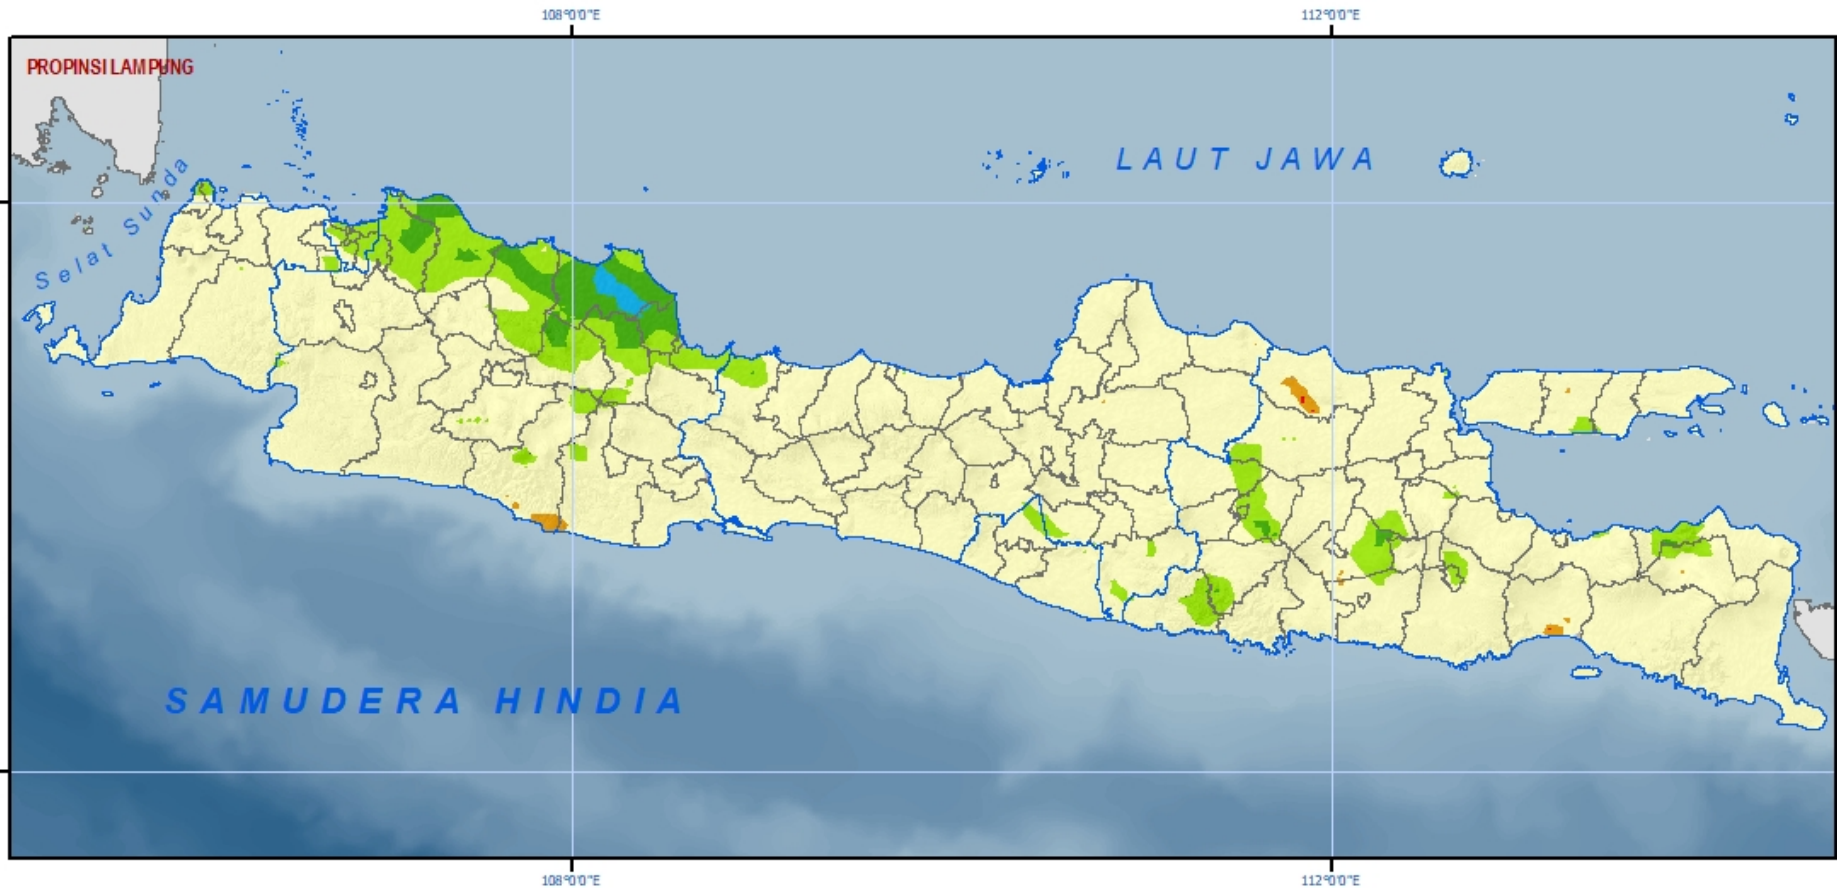 108°0'0"E
112°0'0"E
PROPINSI LAMPUNG
LAUT JAWA
Selat Sunda
SAMUDERA HINDIA
108°0'0"E
112°0'0"E